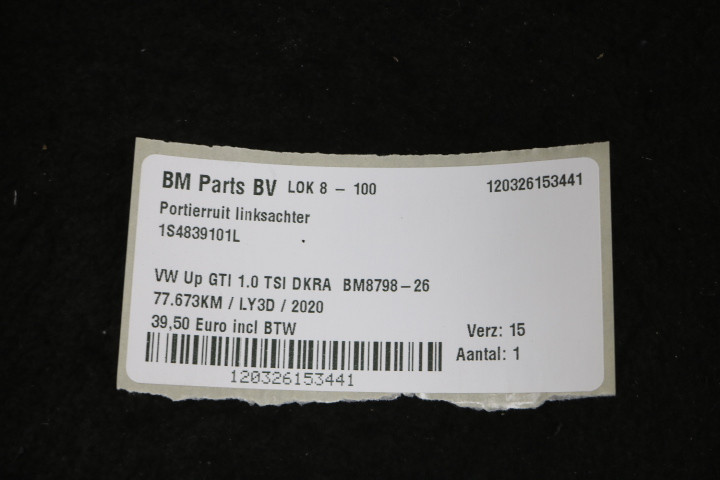 BM Parts BV LOK 8 - 100 120326153441
Portierruit linksachter
1S4839101L
VW Up GTI 1.0 TSI DKRA BM8798-26
77.673KM / LY3D / 2020
39,50 Euro incl BTW
Verz: 15
Aantal: 1
120326153441